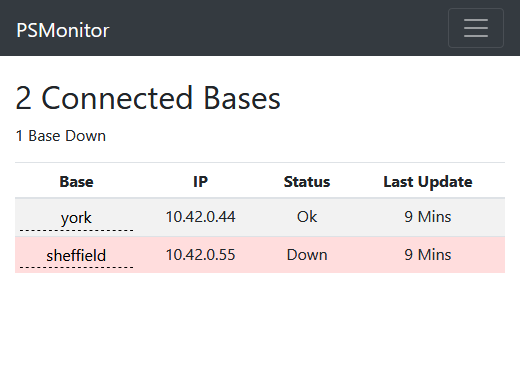 PSMonitor
2 Connected Bases
1 Base Down
Base IP Status Last Update
york 10.42.0.44 Ok 9 Mins
sheffield 10.42.0.55 Down 9 Mins